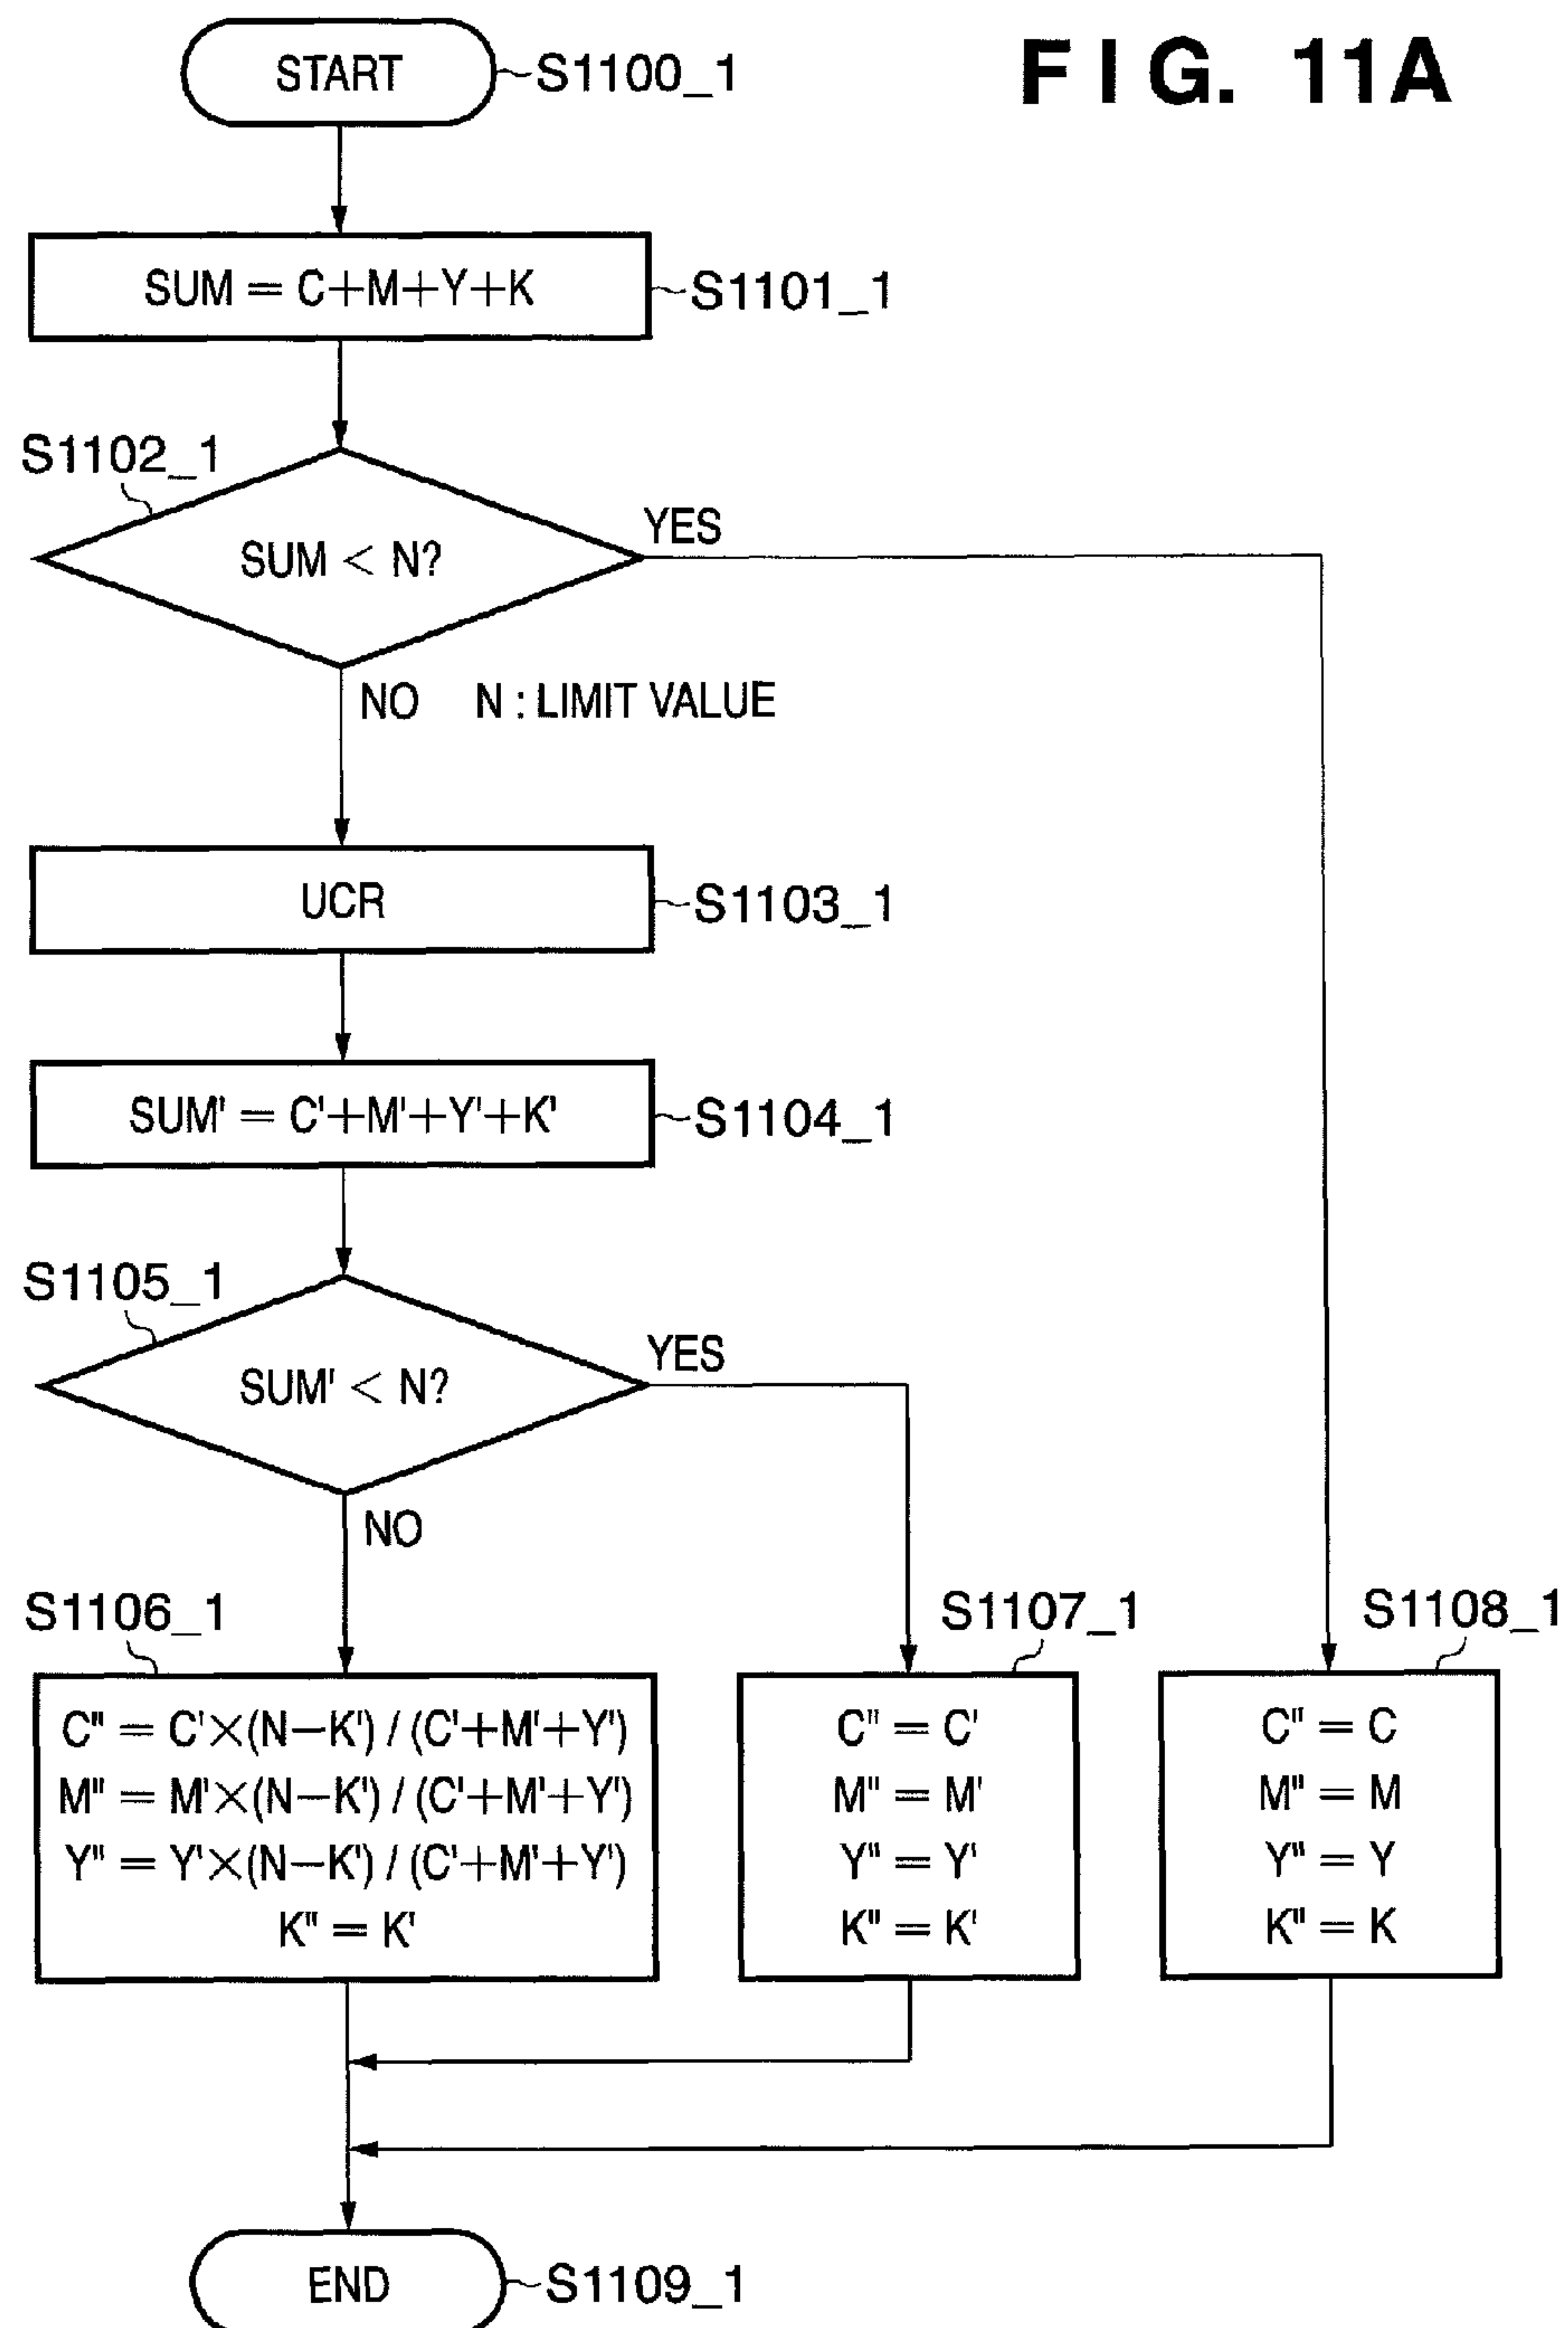 FIG. 11A
START
S1100_1
SUM = C+M+Y+K
S1101_1
S1102_1
SUM < N?
YES
NO
N : LIMIT VALUE
UCR
S1103_1
SUM' = C'+M'+Y'+K'
S1104_1
S1105_1
SUM' < N?
YES
NO
S1106_1
C" = C'×(N−K') / (C'+M'+Y')
M" = M'×(N−K') / (C'+M'+Y')
Y" = Y'×(N−K') / (C'+M'+Y')
K" = K'
S1107_1
C" = C'
M" = M'
Y" = Y'
K" = K'
S1108_1
C" = C
M" = M
Y" = Y
K" = K
END
S1109_1